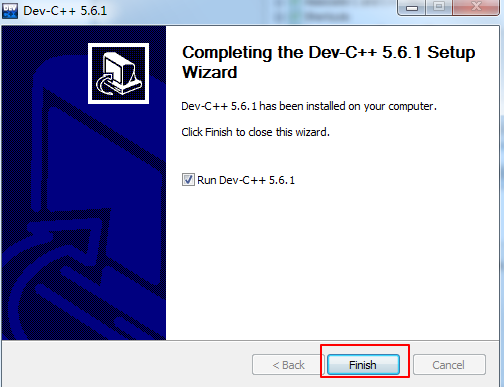 Dev-C++ 5.6.1
Completing the Dev-C++ 5.6.1 Setup
Wizard
Dev-C++ 5.6.1 has been installed on your computer.
Click Finish to close this wizard.
Run Dev-C++ 5.6.1
< Back
Finish
Cancel